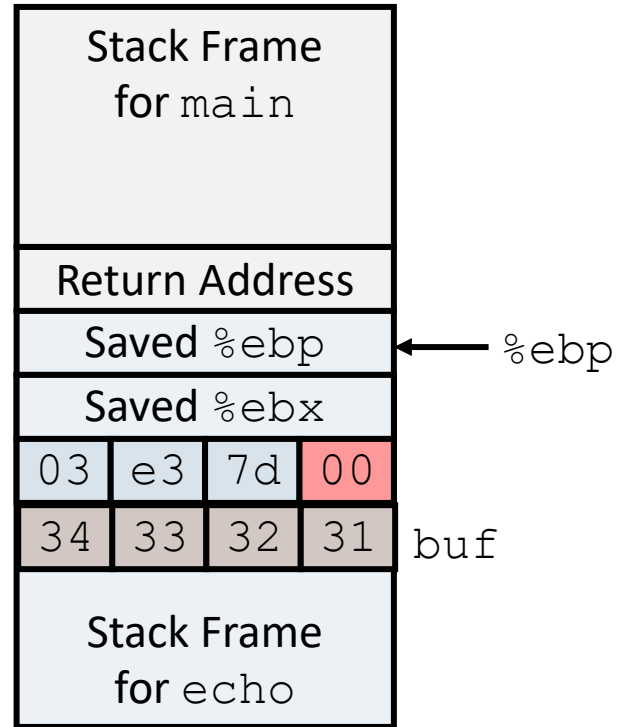 Stack Frame
for main
Return Address
Saved %ebp
%ebp
Saved %ebx
03 e3 7d 00
34 33 32 31
buf
Stack Frame
for echo